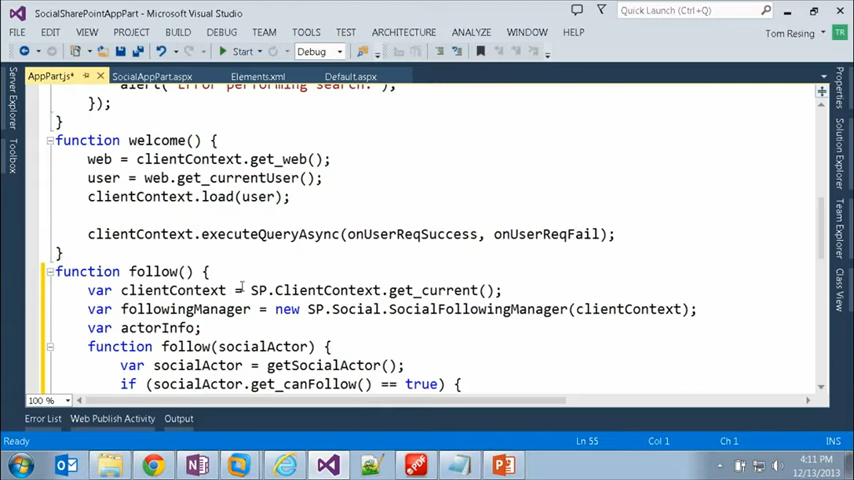 SocialSharePointAppPart - Microsoft Visual Studio
Quick Launch (Ctrl+Q)
FILE EDIT VIEW PROJECT BUILD DEBUG TEAM TOOLS TEST ARCHITECTURE ANALYZE WINDOW HELP
Tom Resing TR
Start Debug
AppPart.js* SocialAppPart.aspx Elements.xml Default.aspx
Server Explorer
Toolbox
alert("Error performing search.");
});
}
function welcome() {
web = clientContext.get_web();
user = web.get_currentUser();
clientContext.load(user);
clientContext.executeQueryAsync(onUserReqSuccess, onUserReqFail);
}
function follow() {
var clientContext = SP.ClientContext.get_current();
var followingManager = new SP.Social.SocialFollowingManager(clientContext);
var actorInfo;
function follow(socialActor) {
var socialActor = getSocialActor();
if (socialActor.get_canFollow() == true) {
Properties
Solution Explorer
Team Explorer
Class View
100 %
Error List Web Publish Activity Output
Ready Ln 55 Col 1 Ch 1 INS
4:11 PM
12/13/2013